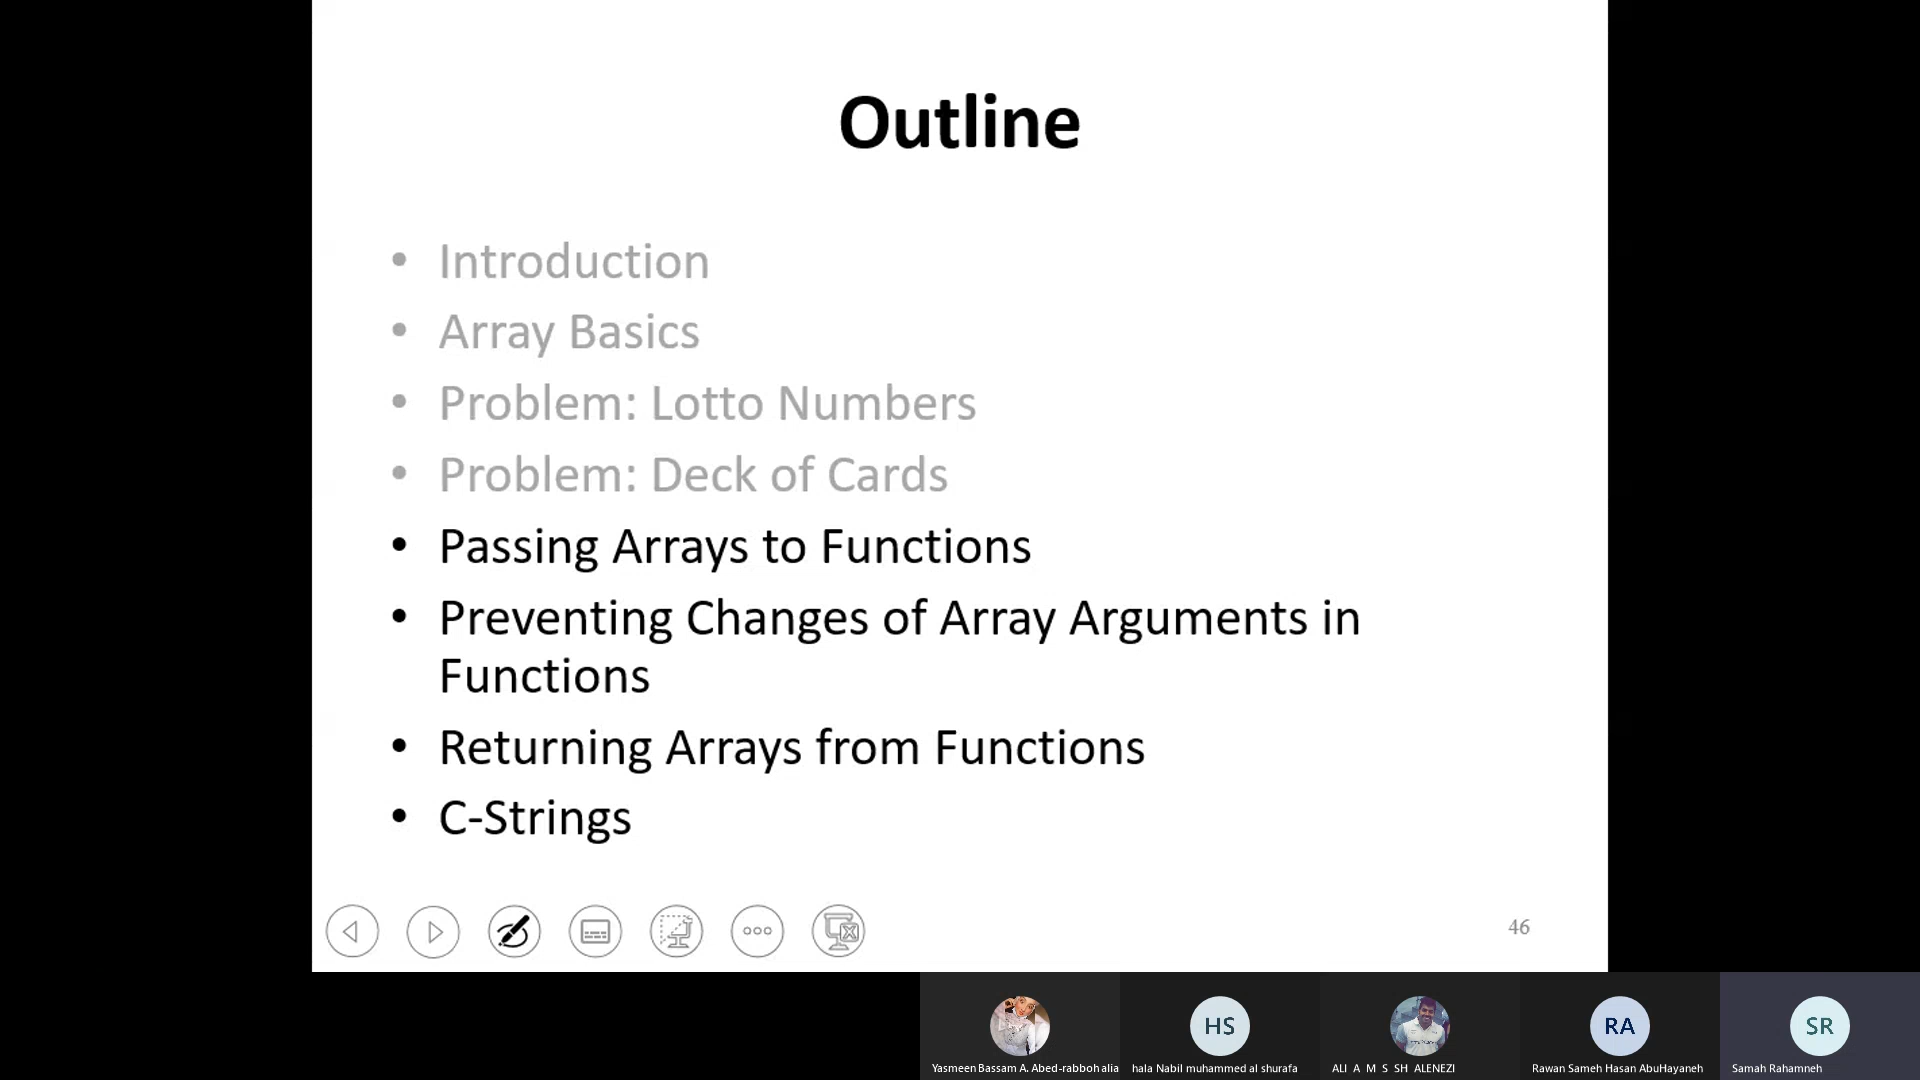 Outline
• Introduction
• Array Basics
• Problem: Lotto Numbers
• Problem: Deck of Cards
• Passing Arrays to Functions
• Preventing Changes of Array Arguments in
Functions
• Returning Arrays from Functions
• C-Strings
46
HS
RA
SR
Yasmeen Bassam A. Abed-rabboh alia
hala Nabil muhammed al shurafa
ALI A M S SH ALENEZI
Rawan Sameh Hasan AbuHayaneh
Samah Rahamneh